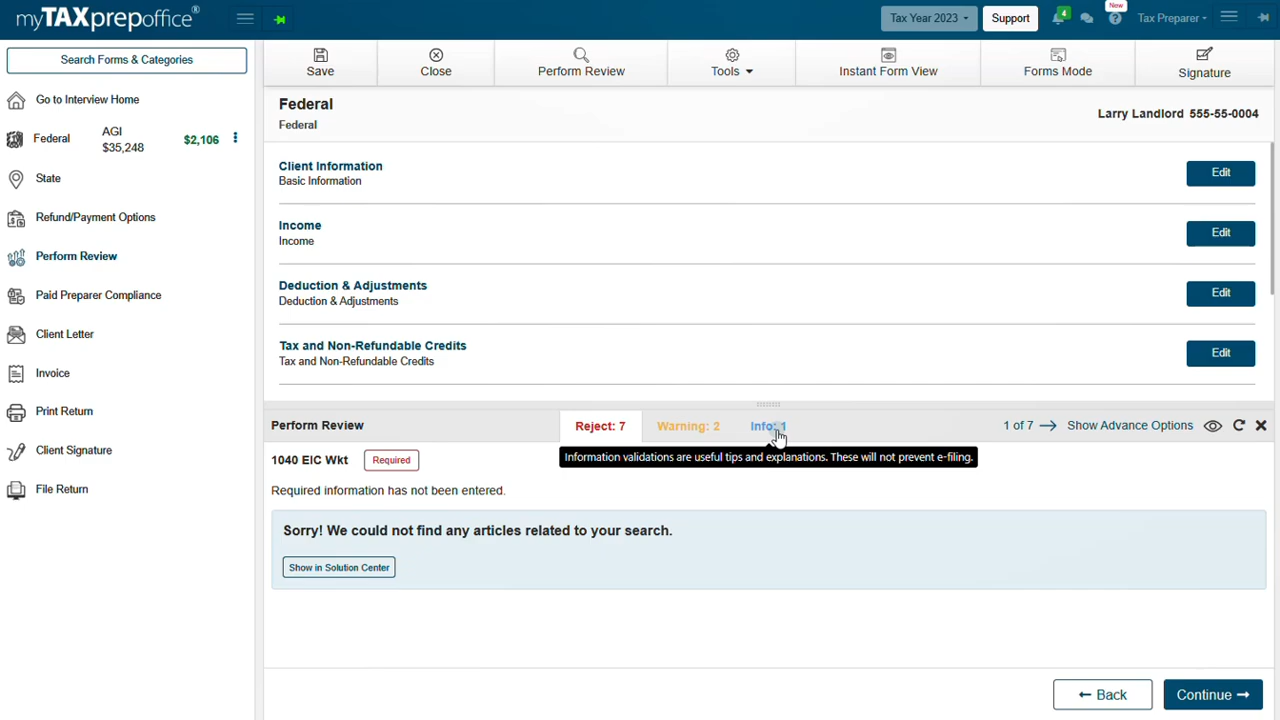 myTAXprepoffice®
Tax Year 2023
Support
4
New
Tax Preparer
Search Forms & Categories
Save
Close
Perform Review
Tools
Instant Form View
Forms Mode
Signature
Go to Interview Home
Federal
AGI
$35,248
$2,106
State
Refund/Payment Options
Perform Review
Paid Preparer Compliance
Client Letter
Invoice
Print Return
Client Signature
File Return
Federal
Federal
Larry Landlord 555-55-0004
Client Information
Basic Information
Edit
Income
Income
Edit
Deduction & Adjustments
Deduction & Adjustments
Edit
Tax and Non-Refundable Credits
Tax and Non-Refundable Credits
Edit
Perform Review
Reject: 7
Warning: 2
Info: 1
1 of 7 → Show Advance Options
Information validations are useful tips and explanations. These will not prevent e-filing.
1040 EIC Wkt
Required
Required information has not been entered.
Sorry! We could not find any articles related to your search.
Show in Solution Center
← Back
Continue →